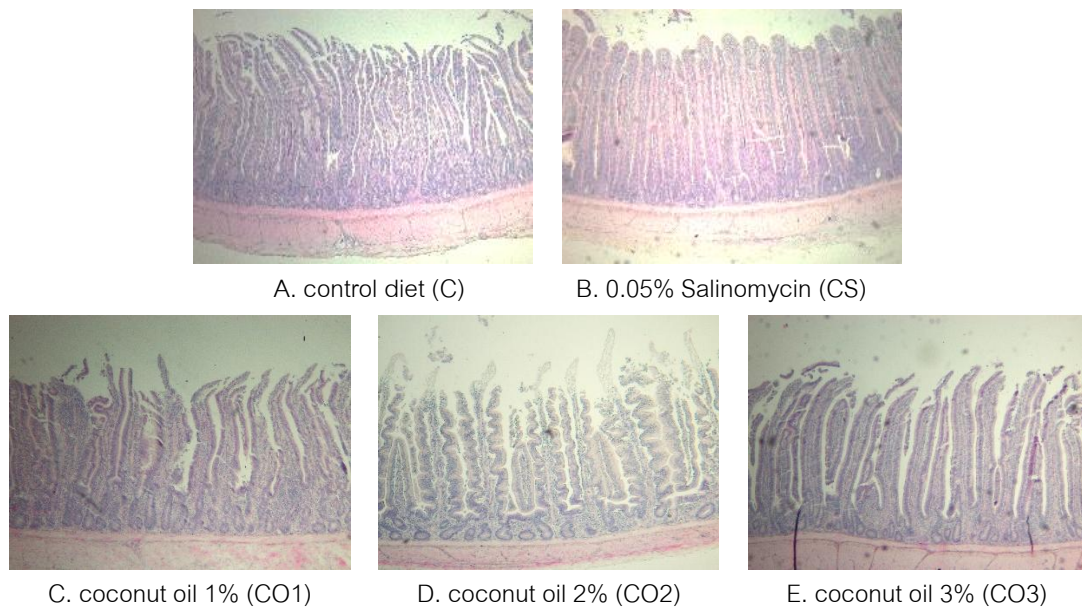 A. control diet (C)
B. 0.05% Salinomycin (CS)
C. coconut oil 1% (CO1)
D. coconut oil 2% (CO2)
E. coconut oil 3% (CO3)